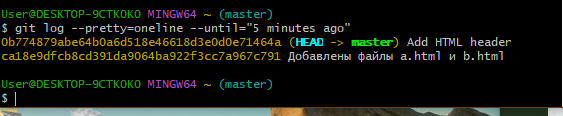 User@DESKTOP-9CTKOKO MINGW64 ~ (master)
$ git log --pretty=oneline --until="5 minutes ago"
0b774879abe64b0a6d518e46618d3e0d0e71464a (HEAD -> master) Add HTML header
ca18e9dfcb8cd391da9064ba922f3cc7a967c791 Добавлены файлы a.html и b.html
User@DESKTOP-9CTKOKO MINGW64 ~ (master)
$